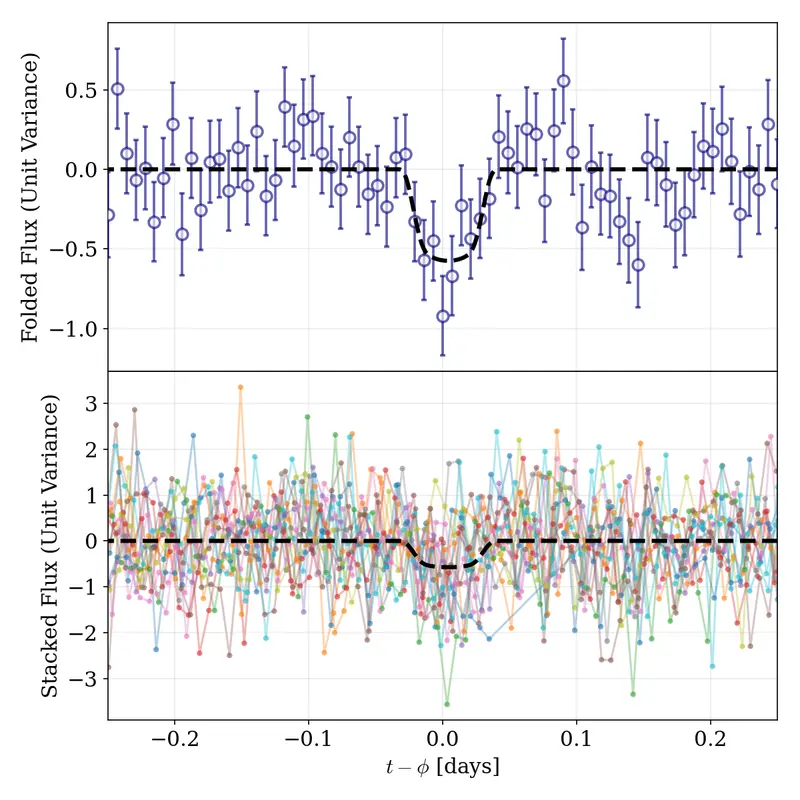 Folded Flux (Unit Variance)
0.5
0.0
−0.5
−1.0
Stacked Flux (Unit Variance)
3
2
1
0
−1
−2
−3
−0.2 −0.1 0.0 0.1 0.2
t − ϕ [days]